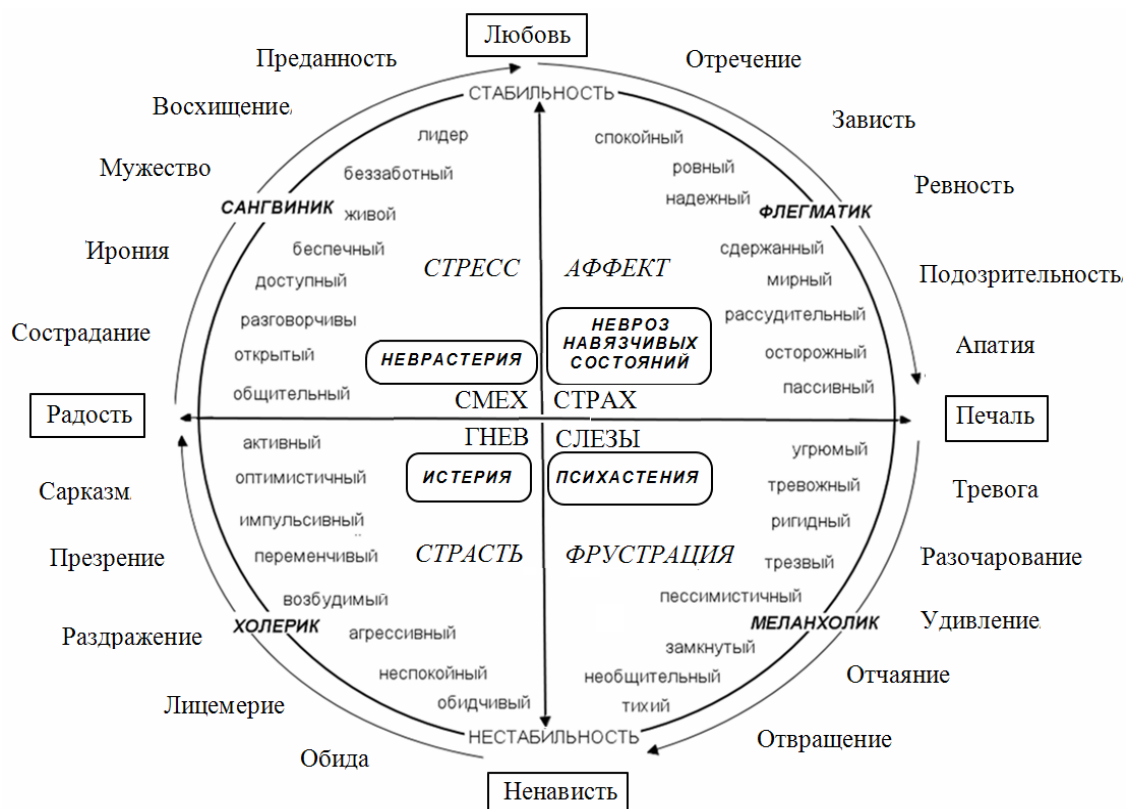 Любовь
Преданность
Отречение
СТАБИЛЬНОСТЬ
Восхищение
Зависть
лидер
спокойный
Мужество
беззаботный
ровный
Ревность
надежный
САНГВИНИК
живой
ФЛЕГМАТИК
Ирония
беспечный
сдержанный
СТРЕСС
АФФЕКТ
доступный
мирный
Подозрительность
Сострадание
разговорчивы
рассудительный
НЕВРОЗ
НАВЯЗЧИВЫХ
СОСТОЯНИЙ
НЕВРАСТЕРИЯ
открытый
осторожный
Апатия
общительный
пассивный
СМЕХ
СТРАХ
Радость
Печаль
ГНЕВ
СЛЕЗЫ
активный
угрюмый
Сарказм
оптимистичный
ИСТЕРИЯ
ПСИХАСТЕНИЯ
тревожный
Тревога
импульсивный
ригидный
Презрение
переменчивый
СТРАСТЬ
ФРУСТРАЦИЯ
трезвый
Разочарование
возбудимый
пессимистичный
Раздражение
ХОЛЕРИК
МЕЛАНХОЛИК
Удивление
агрессивный
замкнутый
неспокойный
необщительный
Отчаяние
Лицемерие
обидчивый
тихий
Обида
НЕСТАБИЛЬНОСТЬ
Отвращение
Ненависть